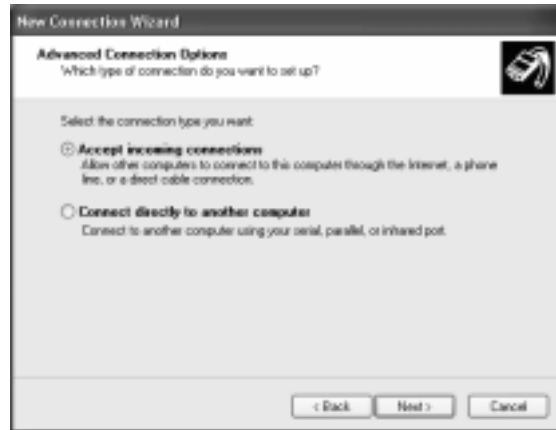 New Connection Wizard
Advanced Connection Options
Which type of connection do you want to set up?
Select the connection type you want:
Accept incoming connections
Allow other computers to connect to this computer through the Internet, a phone
line, or a direct cable connection.
Connect directly to another computer
Connect to another computer using your serial, parallel, or infrared port.
< Back
Next >
Cancel